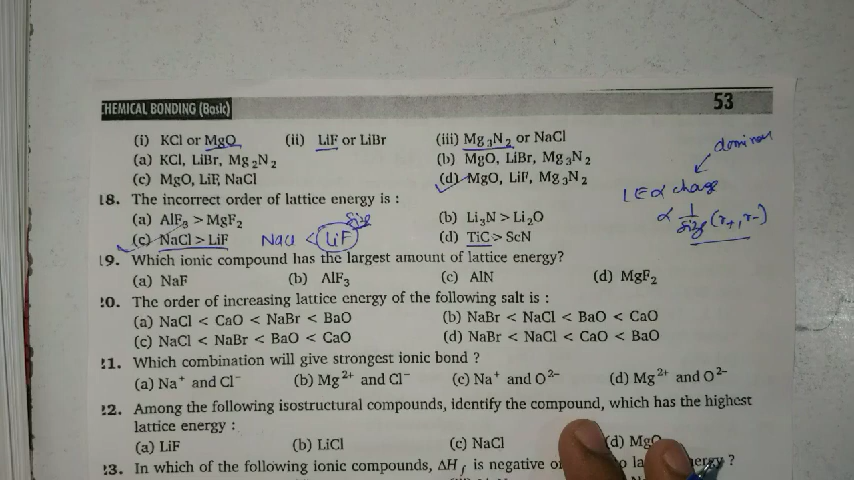 CHEMICAL BONDING (Basic) 53
(i) KCl or MgO (ii) LiF or LiBr (iii) Mg₃N₂ or NaCl
(a) KCl, LiBr, Mg₂N₂ (b) MgO, LiBr, Mg₃N₂
(c) MgO, LiF, NaCl (d) MgO, LiF, Mg₃N₂
18. The incorrect order of lattice energy is :
(a) AlF₃ > MgF₂ (b) Li₃N > Li₂O
(c) NaCl > LiF (d) TiC > ScN
NaCl < LiF size
LE ∝ charge
∝ 1/size (r₊, r₋)
19. Which ionic compound has the largest amount of lattice energy?
(a) NaF (b) AlF₃ (c) AlN (d) MgF₂
20. The order of increasing lattice energy of the following salt is :
(a) NaCl < CaO < NaBr < BaO (b) NaBr < NaCl < BaO < CaO
(c) NaCl < NaBr < BaO < CaO (d) NaBr < NaCl < CaO < BaO
21. Which combination will give strongest ionic bond ?
(a) Na⁺ and Cl⁻ (b) Mg²⁺ and Cl⁻ (c) Na⁺ and O²⁻ (d) Mg²⁺ and O²⁻
22. Among the following isostructural compounds, identify the compound, which has the highest
lattice energy :
(a) LiF (b) LiCl (c) NaCl (d) MgO
23. In which of the following ionic compounds, ΔH f is negative